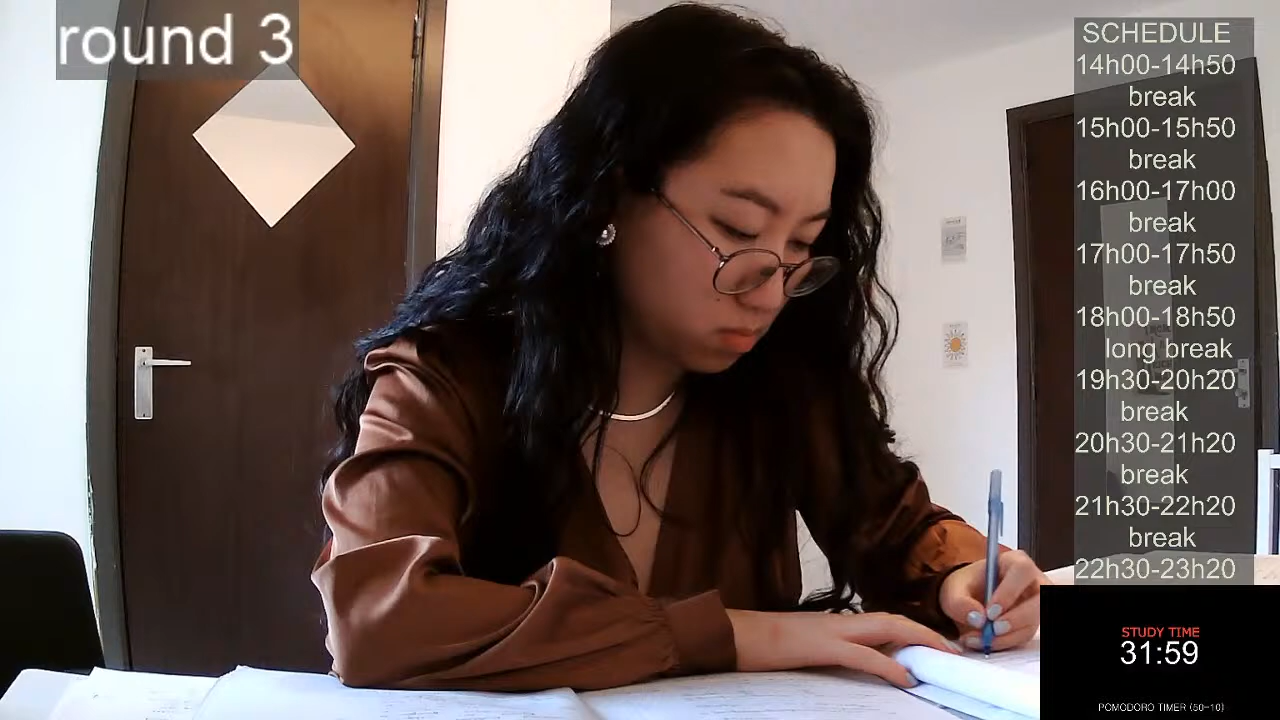 round 3
SCHEDULE
14h00-14h50
break
15h00-15h50
break
16h00-17h00
break
17h00-17h50
break
18h00-18h50
long break
19h30-20h20
break
20h30-21h20
break
21h30-22h20
break
22h30-23h20
STUDY TIME
31:59
POMODORO TIMER (50-10)